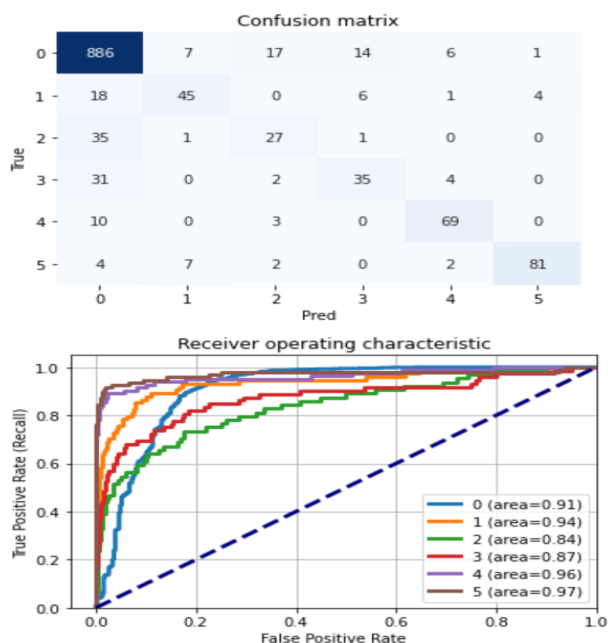 Confusion matrix
True
0 886 7 17 14 6 1
1 18 45 0 6 1 4
2 35 1 27 1 0 0
3 31 0 2 35 4 0
4 10 0 3 0 69 0
5 4 7 2 0 2 81
0 1 2 3 4 5
Pred
Receiver operating characteristic
True Positive Rate (Recall)
1.0
0.8
0.6
0.4
0.2
0.0
0 (area=0.91)
1 (area=0.94)
2 (area=0.84)
3 (area=0.87)
4 (area=0.96)
5 (area=0.97)
0.0 0.2 0.4 0.6 0.8 1.0
False Positive Rate